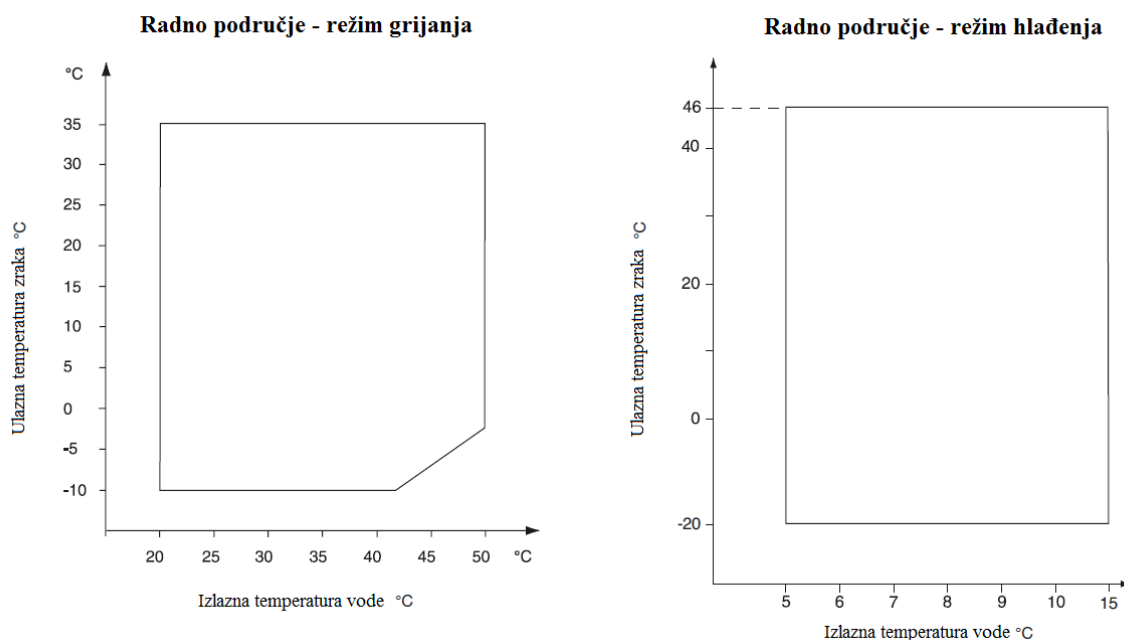 Radno područje - režim grijanja
°C
35
30
25
20
15
10
5
0
-5
-10
Ulazna temperatura zraka °C
20 25 30 35 40 45 50 °C
Izlazna temperatura vode °C
Radno područje - režim hlađenja
46
40
20
0
-20
Ulazna temperatura zraka °C
5 6 7 8 9 10 15
Izlazna temperatura vode °C